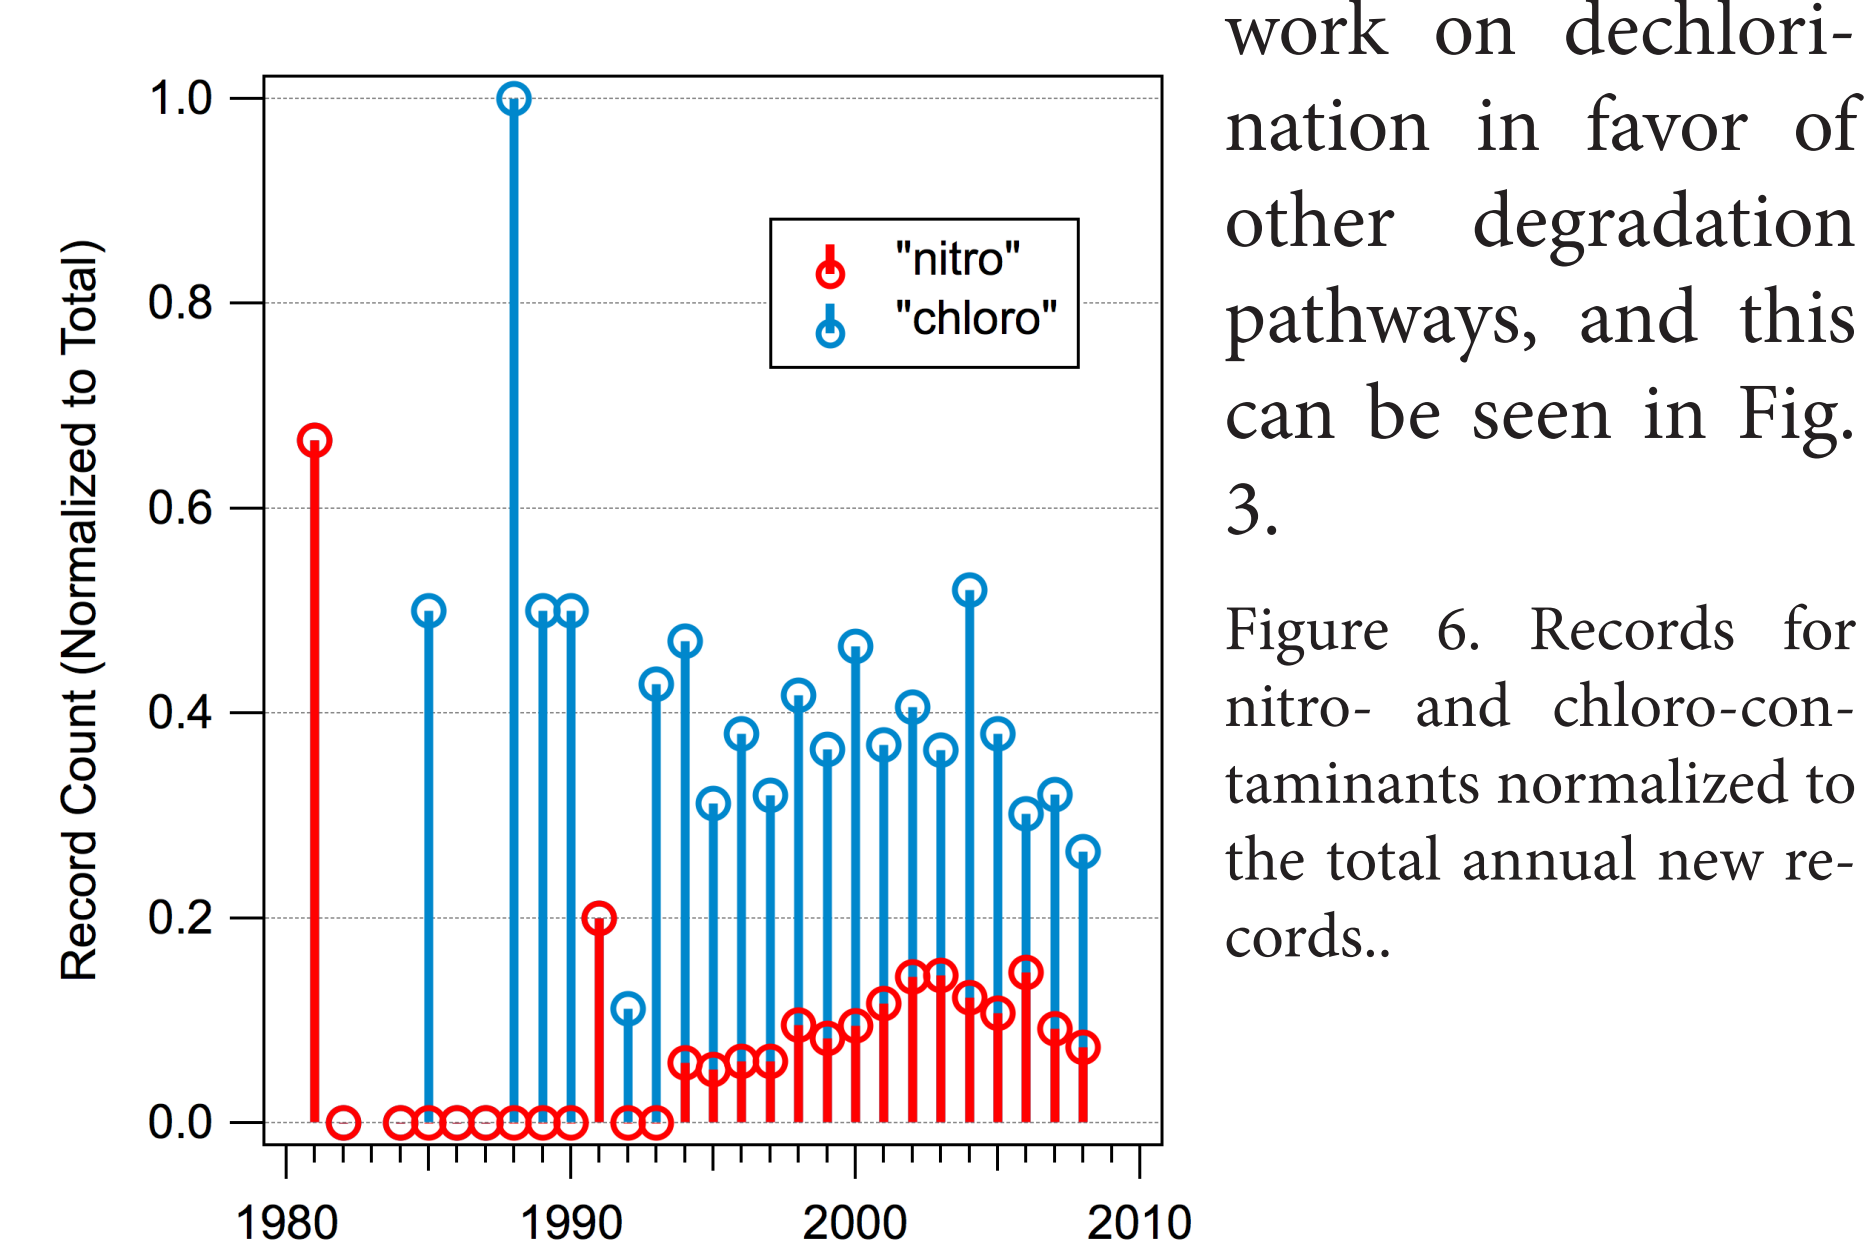 1.0
0.8
0.6
0.4
0.2
0.0
Record Count (Normalized to Total)
"nitro"
"chloro"
1980
1990
2000
2010
work on dechlori-
nation in favor of
other degradation
pathways, and this
can be seen in Fig.
3.
Figure 6. Records for
nitro- and chloro-con-
taminants normalized to
the total annual new re-
cords..